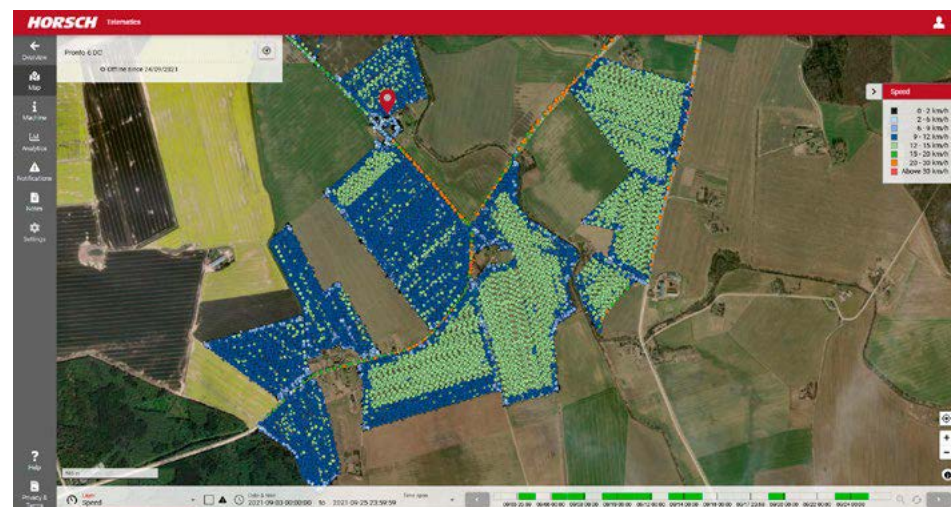 HORSCH Telematics
Overview
Map
Machine
Analytics
Notifications
Notes
Settings
Help
Privacy &
Pronto 6 DC
Offline since 24/09/2021
Speed
0 - 2 km/h
2 - 6 km/h
6 - 9 km/h
9 - 12 km/h
12 - 15 km/h
15 - 20 km/h
20 - 30 km/h
Above 30 km/h
Layer
Speed
Date & time
2021-09-03 00:00:00 to 2021-09-25 23:59:59
Time span